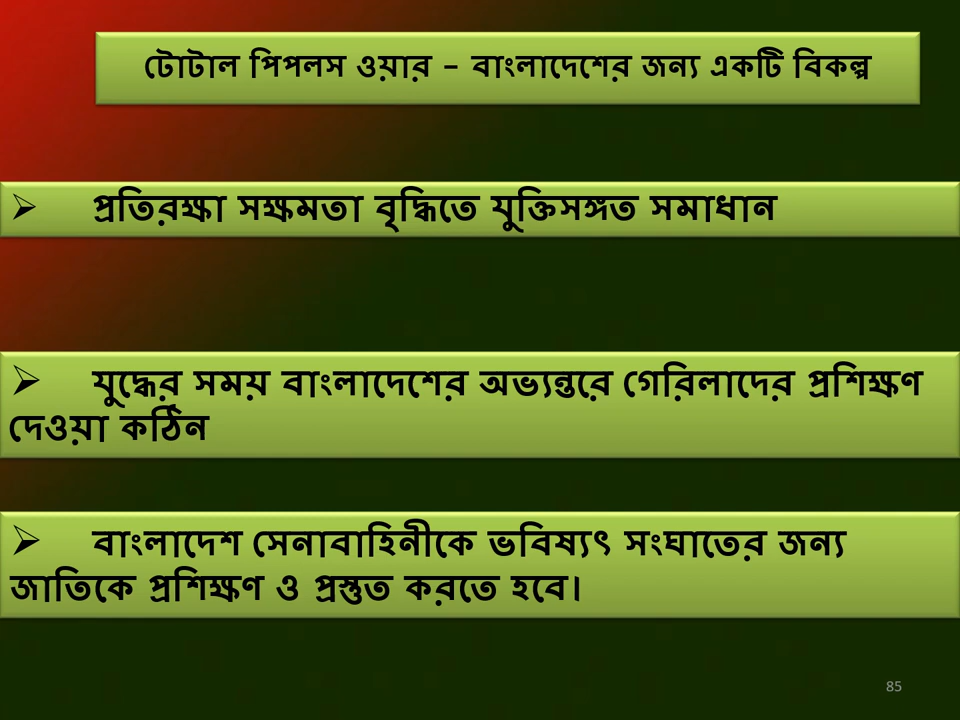 টোটাল পিপলস ওয়ার – বাংলাদেশের জন্য একটি বিকল্প
➢ প্রতিরক্ষা সক্ষমতা বৃদ্ধিতে যুক্তিসঙ্গত সমাধান
➢ যুদ্ধের সময় বাংলাদেশের অভ্যন্তরে গেরিলাদের প্রশিক্ষণ
দেওয়া কঠিন
➢ বাংলাদেশ সেনাবাহিনীকে ভবিষ্যৎ সংঘাতের জন্য
জাতিকে প্রশিক্ষণ ও প্রস্তুত করতে হবে।
85